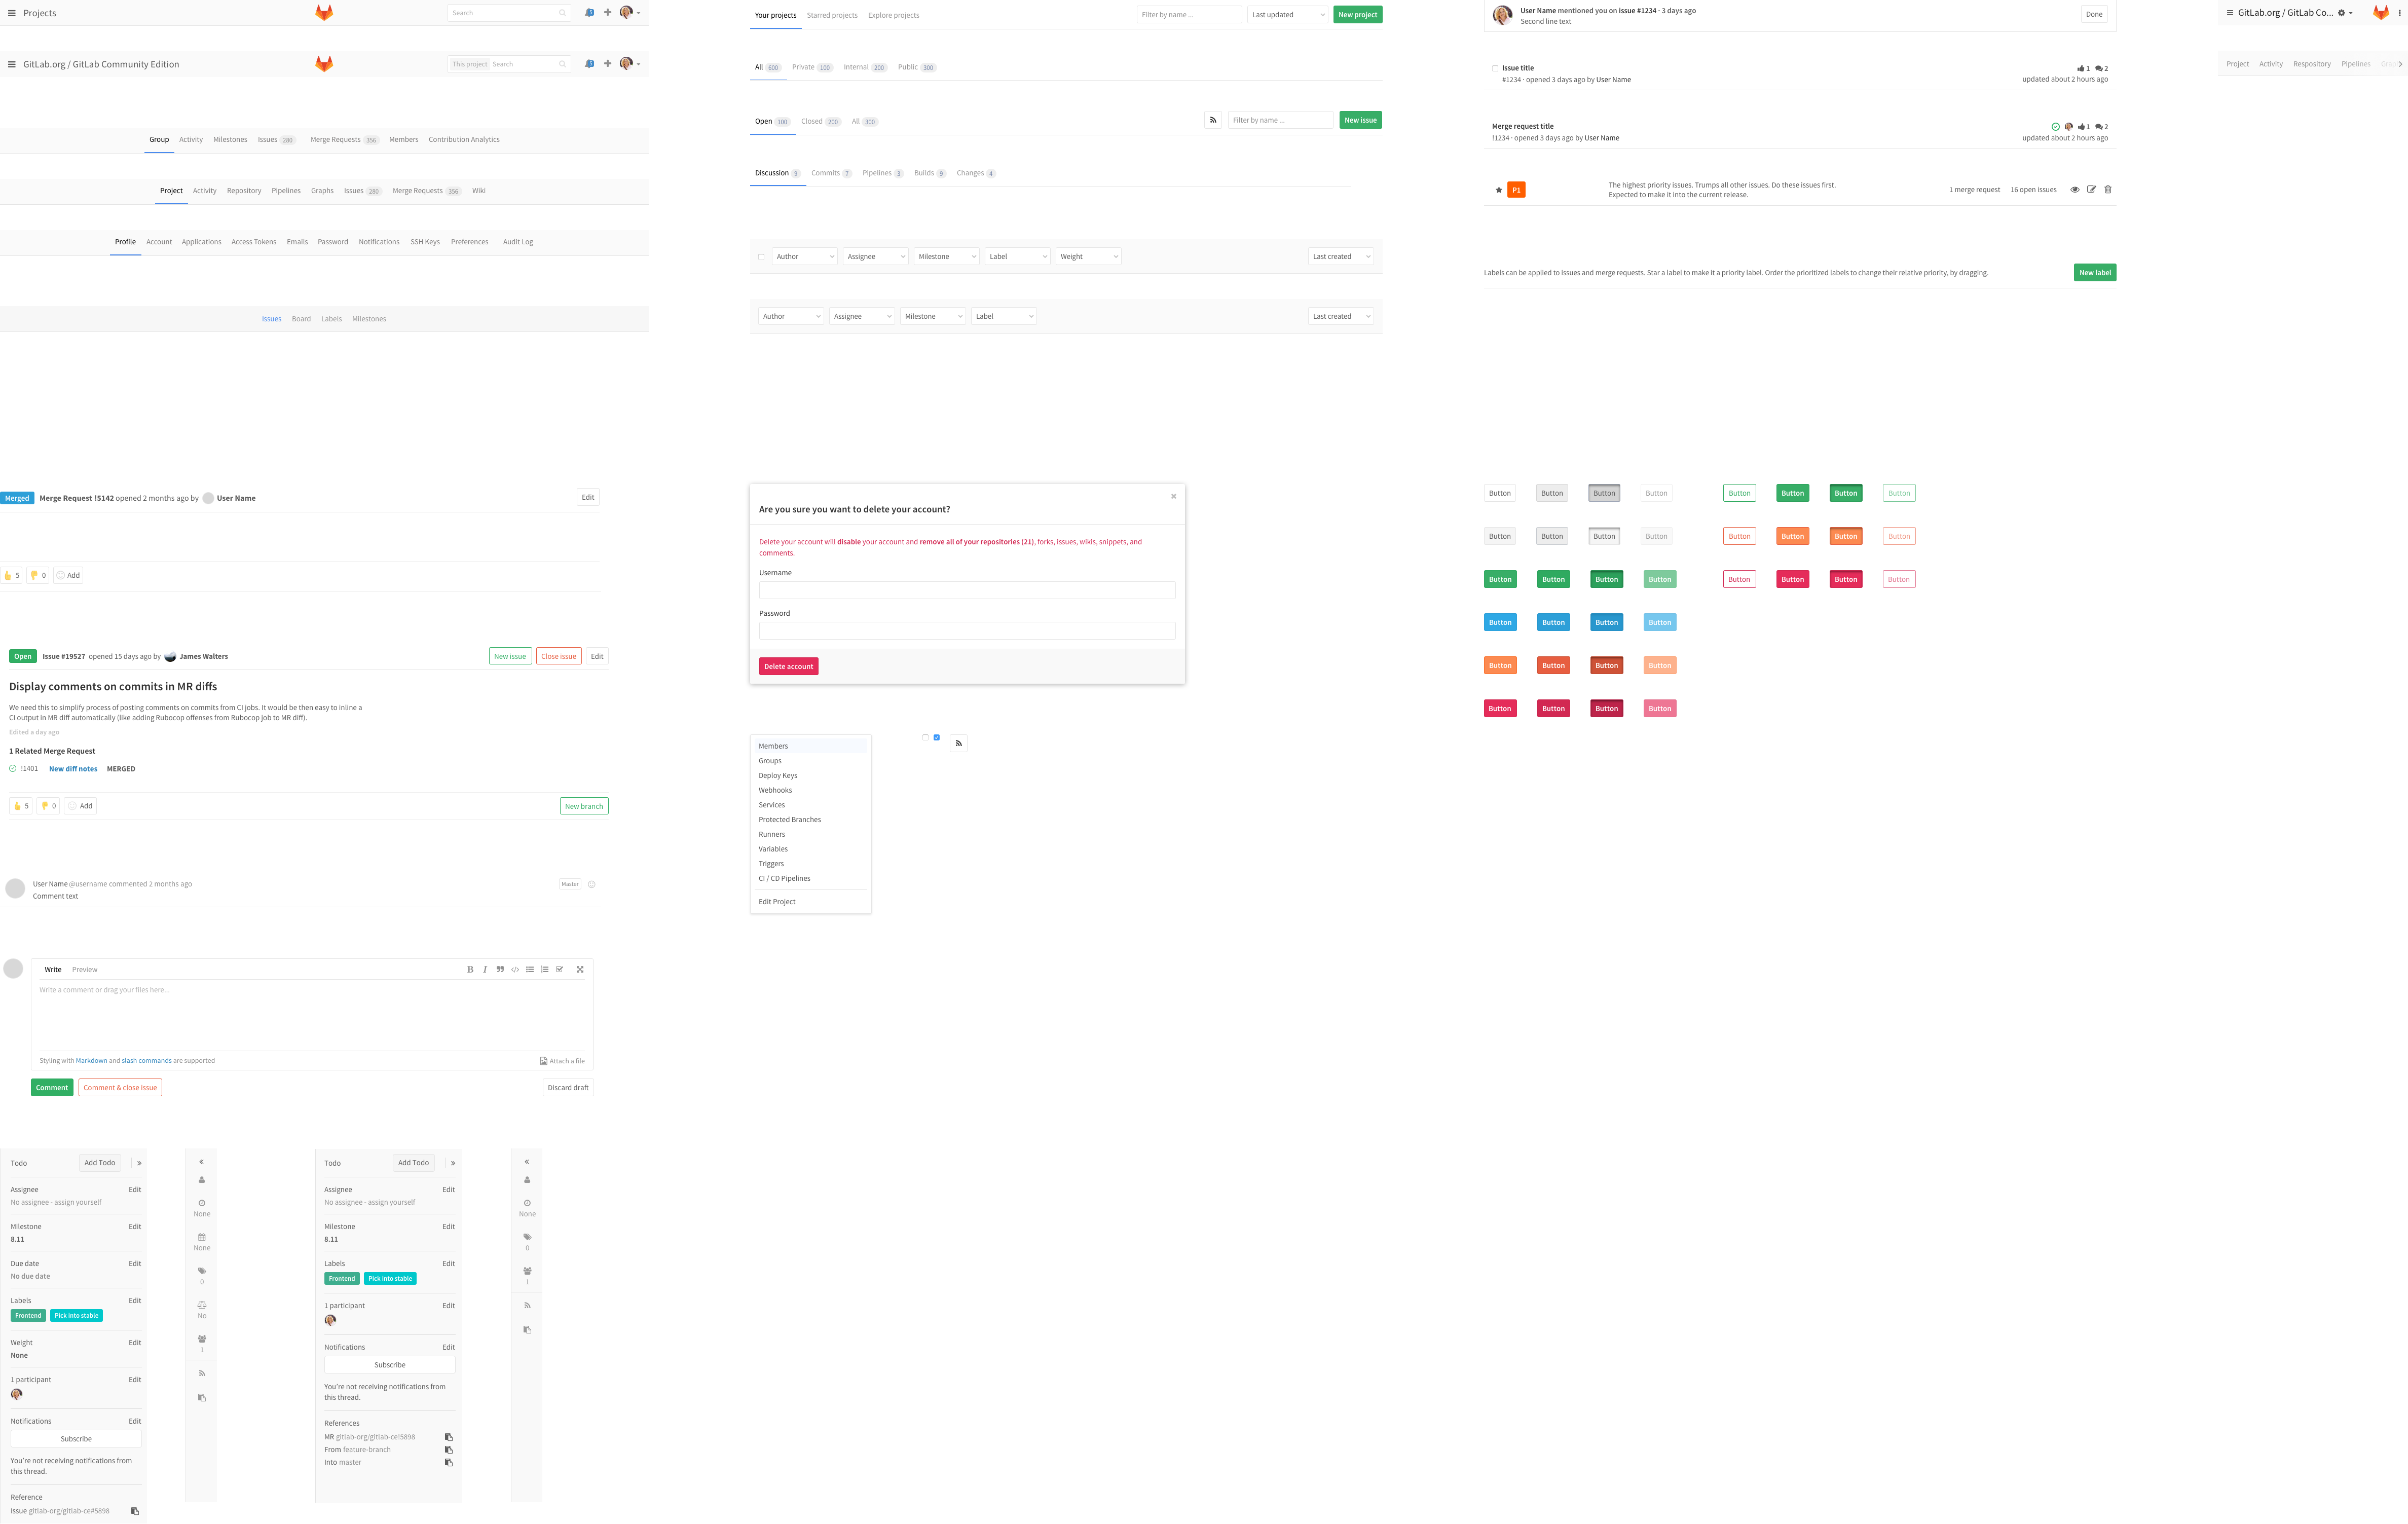 Projects
Search
GitLab.org / GitLab Community Edition
This project Search
Group Activity Milestones Issues 280 Merge Requests 356 Members Contribution Analytics
Project Activity Repository Pipelines Graphs Issues 280 Merge Requests 356 Wiki
Profile Account Applications Access Tokens Emails Password Notifications SSH Keys Preferences Audit Log
Issues Board Labels Milestones
Your projects Starred projects Explore projects Filter by name ... Last updated New project
All 600 Private 100 Internal 200 Public 300
Open 100 Closed 200 All 300 Filter by name ... New issue
Discussion 9 Commits 7 Pipelines 3 Builds 9 Changes 4
Author Assignee Milestone Label Weight Last created
Author Assignee Milestone Label Last created
User Name mentioned you on issue #1234 · 3 days ago Done
Second line text
Issue title 1 2
#1234 · opened 3 days ago by User Name updated about 2 hours ago
Merge request title 1 2
!1234 · opened 3 days ago by User Name updated about 2 hours ago
P1 The highest priority issues. Trumps all other issues. Do these issues first. 1 merge request 16 open issues
Expected to make it into the current release.
Labels can be applied to issues and merge requests. Star a label to make it a priority label. Order the prioritized labels to change their relative priority, by dragging. New label
GitLab.org / GitLab Co...
Project Activity Respository Pipelines
Merged Merge Request !5142 opened 2 months ago by User Name Edit
5 0 Add
Open Issue #19527 opened 15 days ago by James Walters New issue Close issue Edit
Display comments on commits in MR diffs
We need this to simplify process of posting comments on commits from CI jobs. It would be then easy to inline a
CI output in MR diff automatically (like adding Rubocop offenses from Rubocop job to MR diff).
Edited a day ago
1 Related Merge Request
!1401 New diff notes MERGED
5 0 Add New branch
User Name @username commented 2 months ago Master
Comment text
Write Preview B I
Write a comment or drag your files here...
Styling with Markdown and slash commands are supported Attach a file
Comment Comment & close issue Discard draft
Are you sure you want to delete your account?
Delete your account will disable your account and remove all of your repositories (21), forks, issues, wikis, snippets, and
comments.
Username
Password
Delete account
Members
Groups
Deploy Keys
Webhooks
Services
Protected Branches
Runners
Variables
Triggers
CI / CD Pipelines
Edit Project
Button Button Button Button Button Button Button Button
Button Button Button Button Button Button Button Button
Button Button Button Button Button Button Button Button
Button Button Button Button
Button Button Button Button
Button Button Button Button
Todo Add Todo
Assignee Edit
No assignee - assign yourself
Milestone Edit
8.11
Due date Edit
No due date
Labels Edit
Frontend Pick into stable
Weight Edit
None
1 participant Edit
Notifications Edit
Subscribe
You're not receiving notifications from
this thread.
Reference
Issue gitlab-org/gitlab-ce#5898
None
None
0
No
1
Todo Add Todo
Assignee Edit
No assignee - assign yourself
Milestone Edit
8.11
Labels Edit
Frontend Pick into stable
1 participant Edit
Notifications Edit
Subscribe
You're not receiving notifications from
this thread.
References
MR gitlab-org/gitlab-ce!5898
From feature-branch
Into master
None
0
1